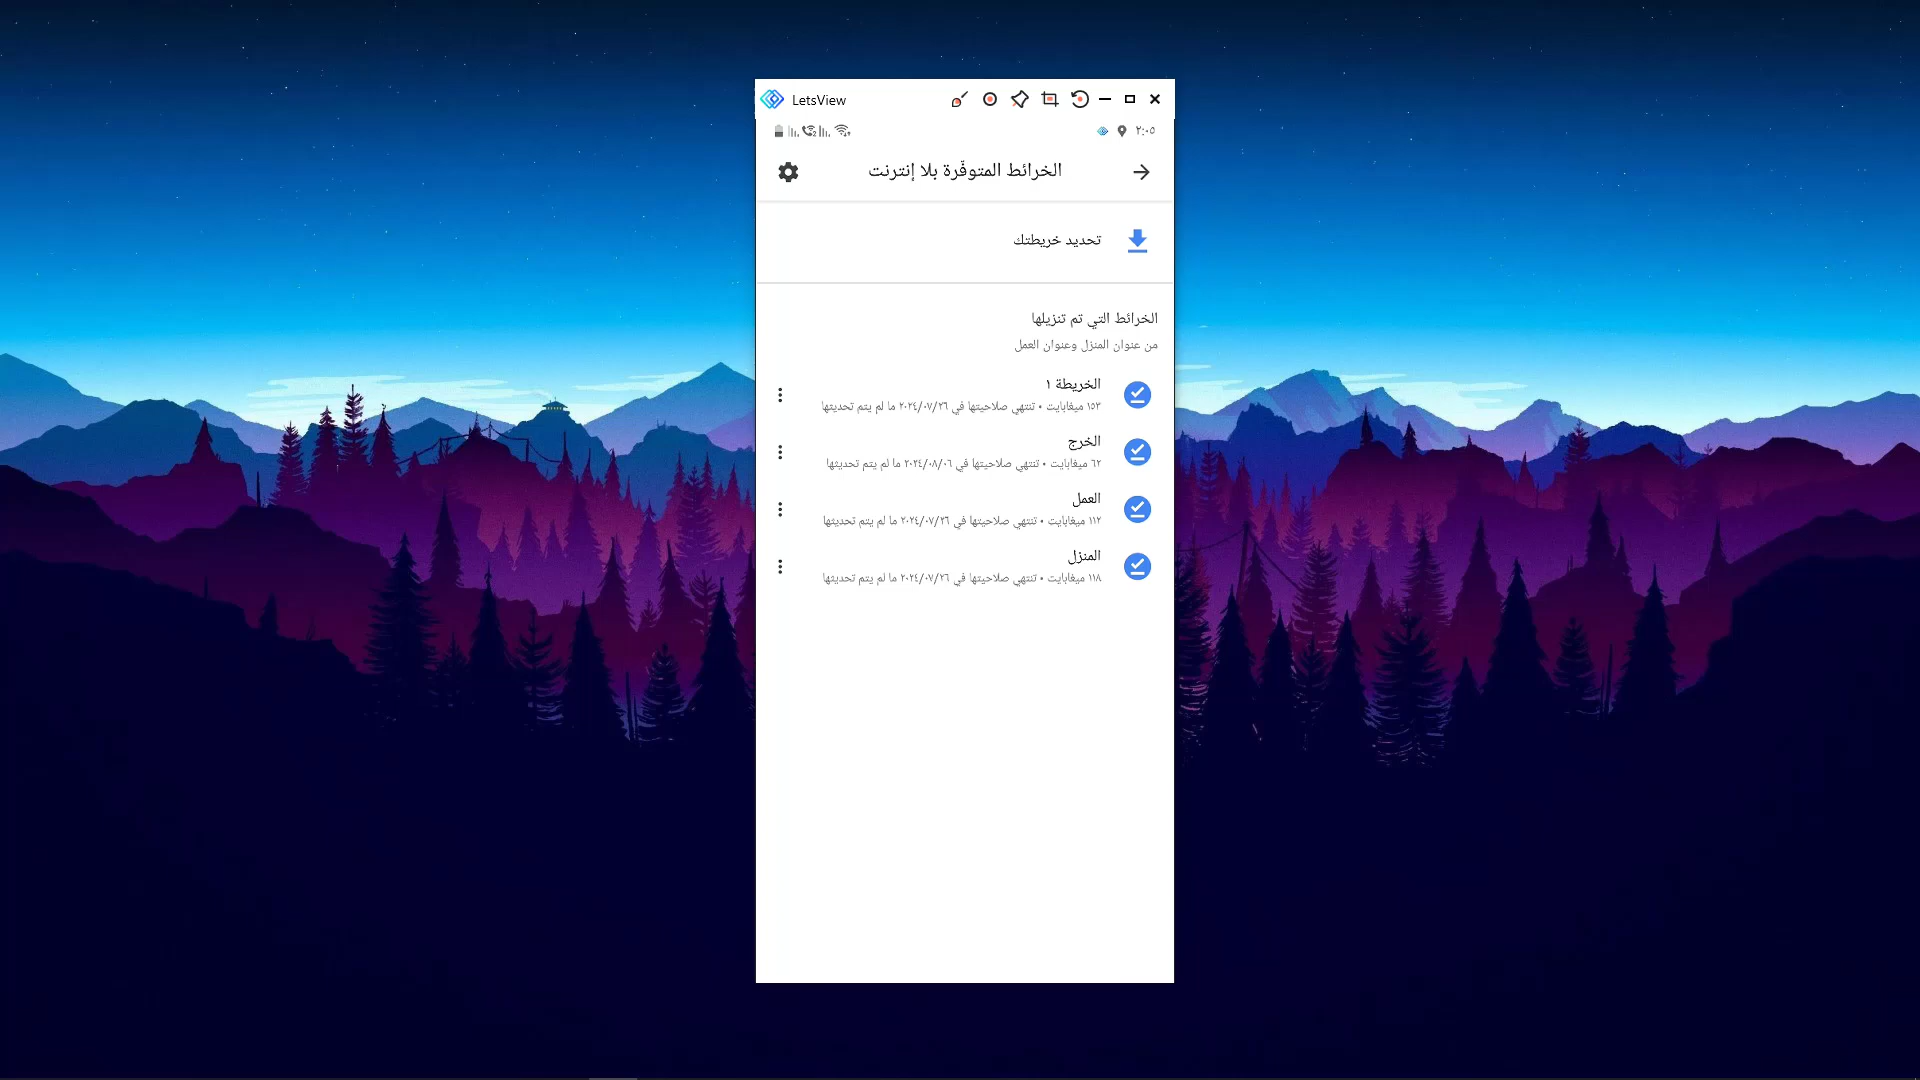 LetsView
٢:٠٥
الخرائط المتوفّرة بلا إنترنت
تحديد خريطتك
الخرائط التي تم تنزيلها
من عنوان المنزل وعنوان العمل
الخريطة ١
١٥٣ ميغابايت • تنتهي صلاحيتها في ٢٠٢٤/٠٧/٢٦ ما لم يتم تحديثها
الخرج
٦٢ ميغابايت • تنتهي صلاحيتها في ٢٠٢٤/٠٨/٠٦ ما لم يتم تحديثها
العمل
١١٢ ميغابايت • تنتهي صلاحيتها في ٢٠٢٤/٠٧/٢٦ ما لم يتم تحديثها
المنزل
١١٨ ميغابايت • تنتهي صلاحيتها في ٢٠٢٤/٠٧/٢٦ ما لم يتم تحديثها